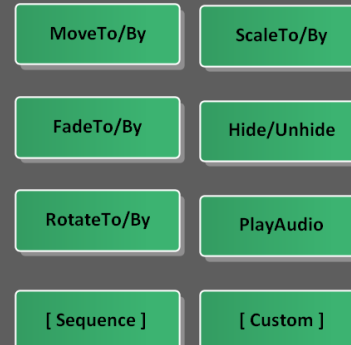 MoveTo/By
ScaleTo/By
FadeTo/By
Hide/Unhide
RotateTo/By
PlayAudio
[ Sequence ]
[ Custom ]